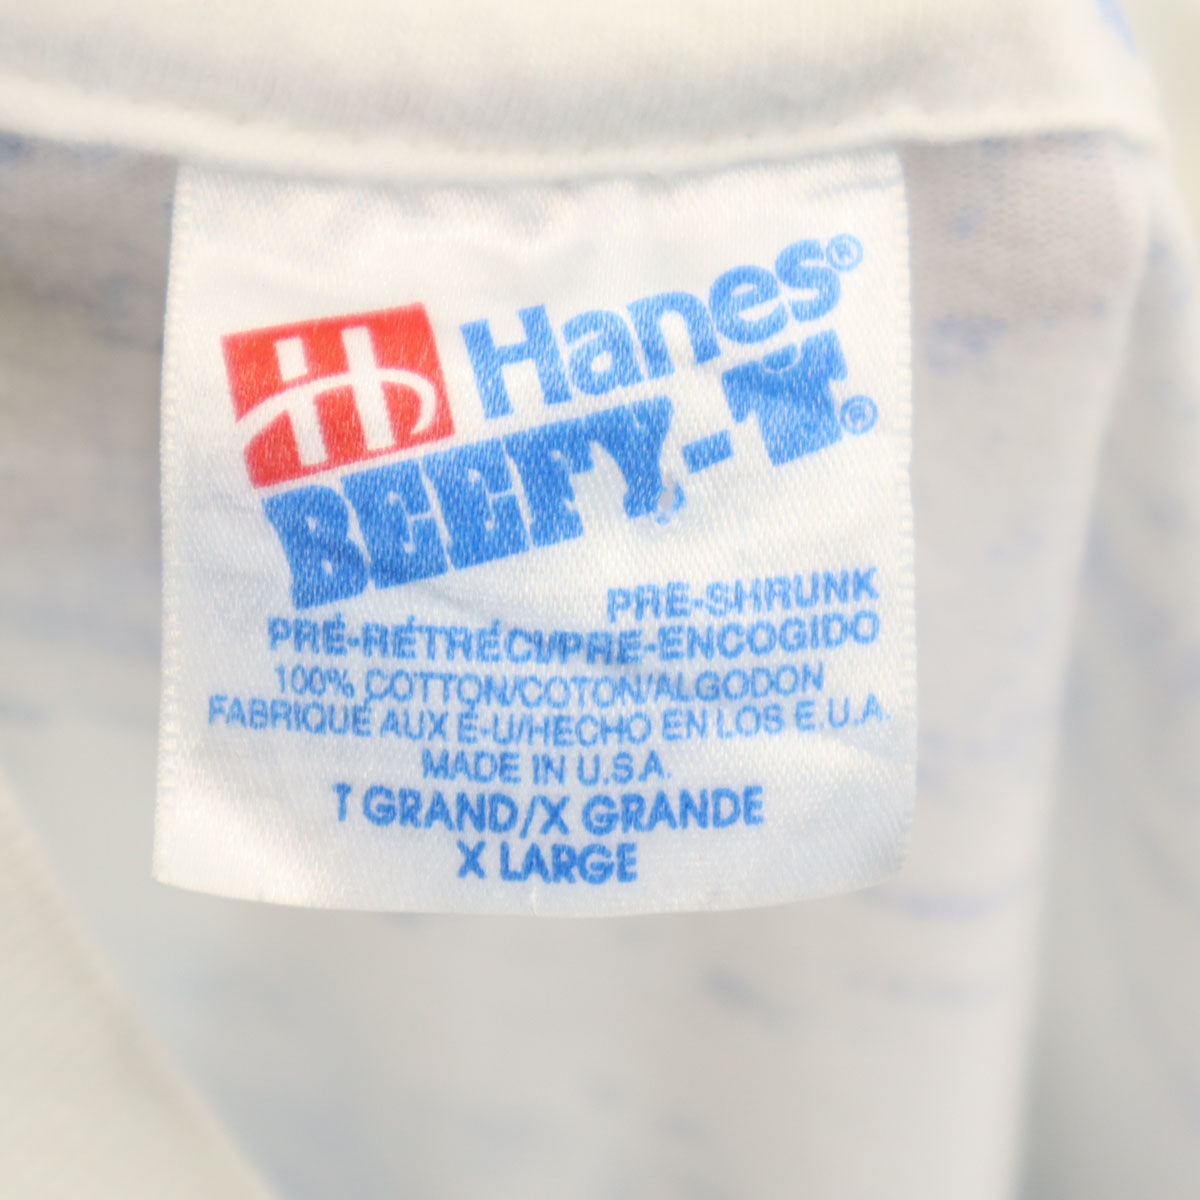 Hanes®
BEEFY-T®
PRE-SHRUNK
PRÉ-RÉTRÉCI/PRE-ENCOGIDO
100% COTTON/COTON/ALGODON
FABRIQUÉ AUX É-U/HECHO EN LOS E.U.A.
MADE IN U.S.A.
T GRAND/X GRANDE
X LARGE